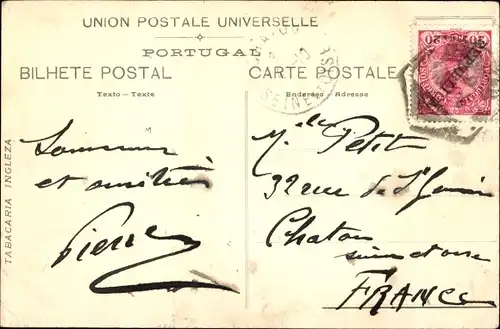 UNION POSTALE UNIVERSELLE
PORTUGAL
BILHETE POSTAL
CARTE POSTALE
Texto - Texte
Endereço - Adresse
TABACARIA INGLEZA
et amitiés
Pierre
Mlle Petit
32 rue de St Germain
Chatou
Seine et Oise
FRANCE